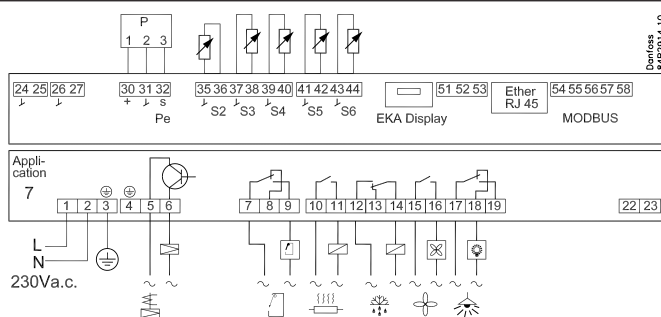 P
1 2 3
Danfoss
84B2914.10
24 25 26 27 30 31 32 35 36 37 38 39 40 41 42 43 44 51 52 53 Ether 54 55 56 57 58
+ s S2 S3 S4 S5 S6 RJ 45
Pe EKA Display MODBUS
Appli-
cation
7
1 2 3 4 5 6 7 8 9 10 11 12 13 14 15 16 17 18 19 22 23
L
N
230Va.c.